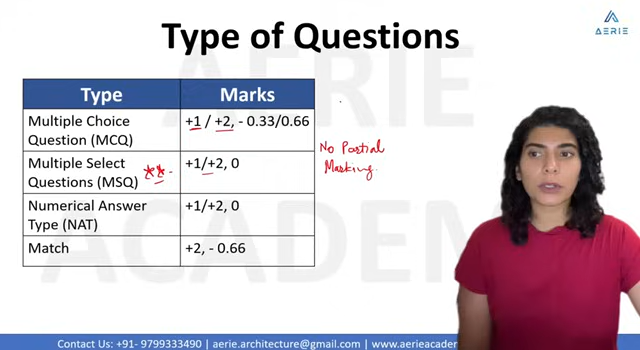 Type of Questions
AERIE
Type Marks
Multiple Choice Question (MCQ) +1 / +2, - 0.33/0.66
Multiple Select Questions (MSQ) +1/+2, 0
No Partial
Marking.
Numerical Answer Type (NAT) +1/+2, 0
Match +2, - 0.66
AERIE
ACADEM
Contact Us: +91- 9799333490 | aerie.architecture@gmail.com | www.aerieacader